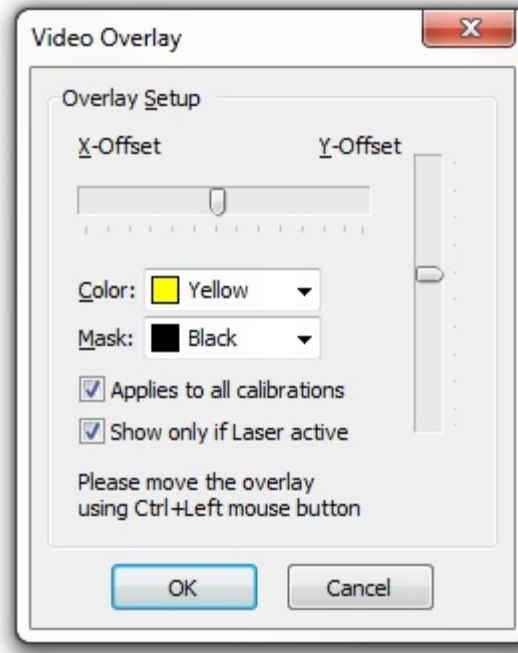 Video Overlay
Overlay Setup
X-Offset Y-Offset
Color: Yellow
Mask: Black
Applies to all calibrations
Show only if Laser active
Please move the overlay
using Ctrl+Left mouse button
OK Cancel